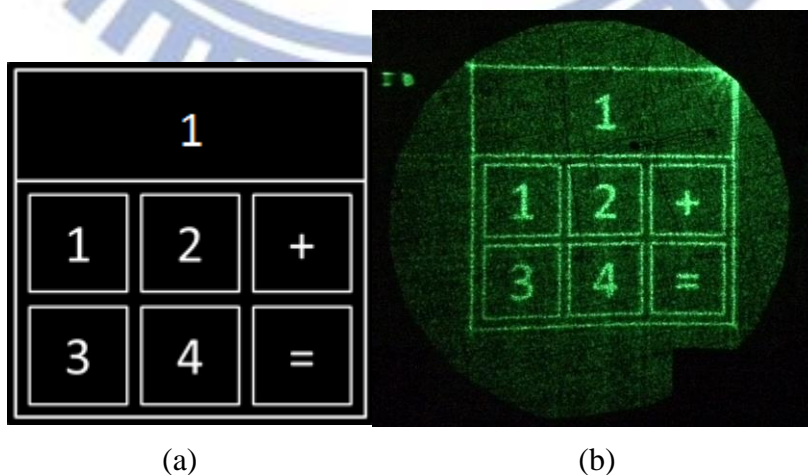 1
1 2 +
3 4 =
1
1 2 +
3 4 =
(a) (b)